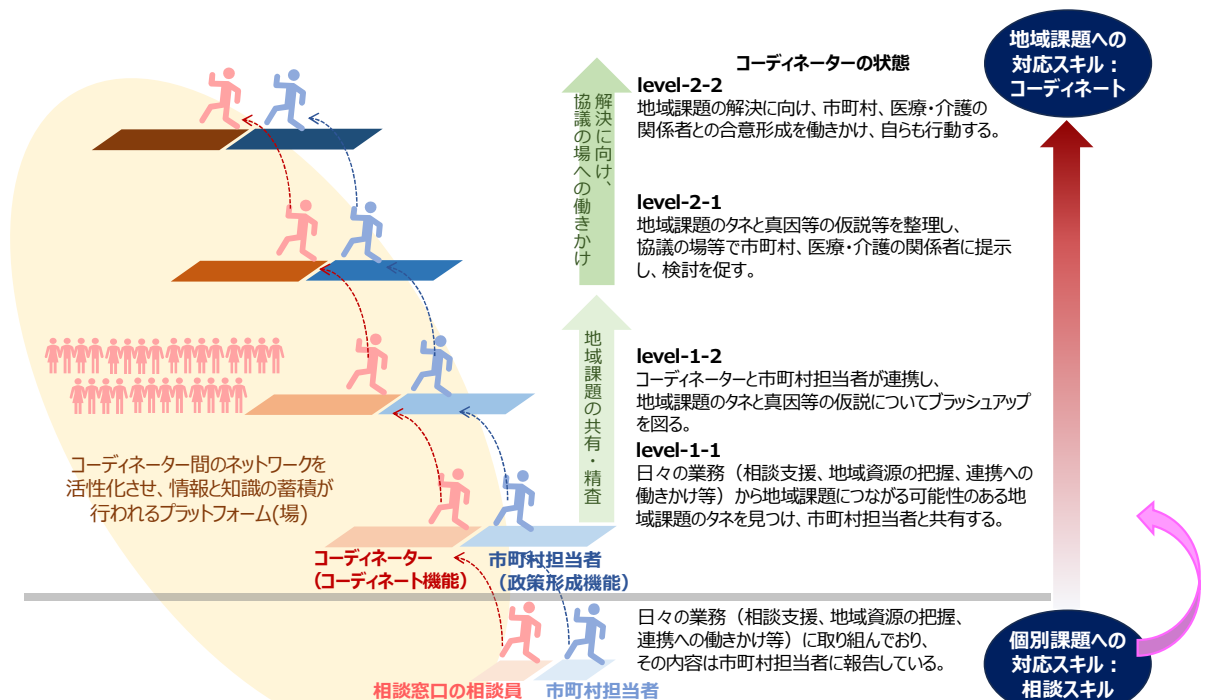 地域課題への
対応スキル：
コーディネート
コーディネーターの状態
level-2-2
地域課題の解決に向け、市町村、医療・介護の
関係者との合意形成を働きかけ、自らも行動する。
解決に向け、
協議の場への働きかけ
level-2-1
地域課題のタネと真因等の仮説等を整理し、
協議の場等で市町村、医療・介護の関係者に提示
し、検討を促す。
地域課題の共有・精査
level-1-2
コーディネーターと市町村担当者が連携し、
地域課題のタネと真因等の仮説についてブラッシュアップ
を図る。
level-1-1
日々の業務（相談支援、地域資源の把握、連携への
働きかけ等）から地域課題につながる可能性のある地
域課題のタネを見つけ、市町村担当者と共有する。
コーディネーター間のネットワークを
活性化させ、情報と知識の蓄積が
行われるプラットフォーム(場)
コーディネーター
（コーディネート機能）
市町村担当者
（政策形成機能）
日々の業務（相談支援、地域資源の把握、
連携への働きかけ等）に取り組んでおり、
その内容は市町村担当者に報告している。
個別課題への
対応スキル：
相談スキル
相談窓口の相談員
市町村担当者